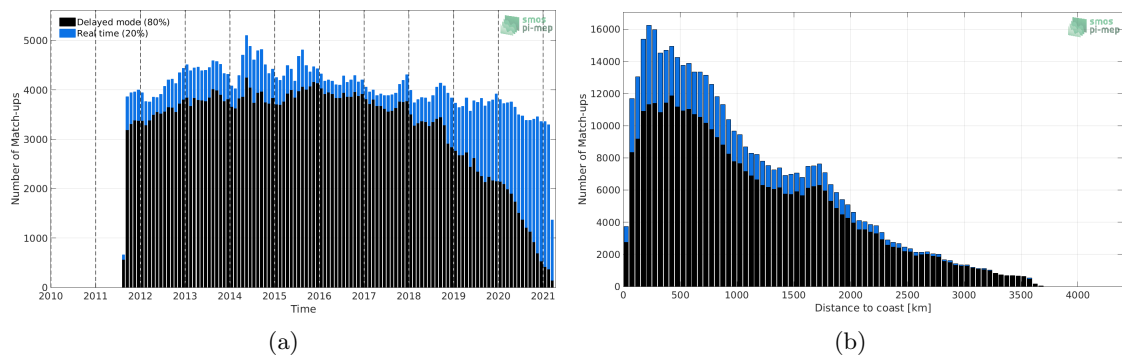 Delayed mode (80%)
Real time (20%)
smos
pi-mep
Number of Match-ups
5000
4000
3000
2000
1000
0
2010 2011 2012 2013 2014 2015 2016 2017 2018 2019 2020 2021
Time
(a)
smos
pi-mep
Number of Match-ups
16000
14000
12000
10000
8000
6000
4000
2000
0
0 500 1000 1500 2000 2500 3000 3500 4000
Distance to coast [km]
(b)